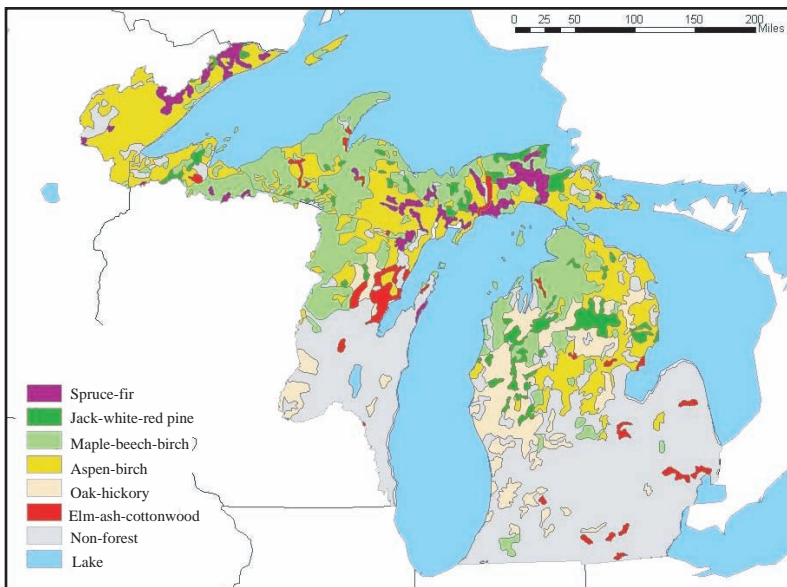 0 25 50 100 150 200
Miles
Spruce-fir
Jack-white-red pine
Maple-beech-birch）
Aspen-birch
Oak-hickory
Elm-ash-cottonwood
Non-forest
Lake